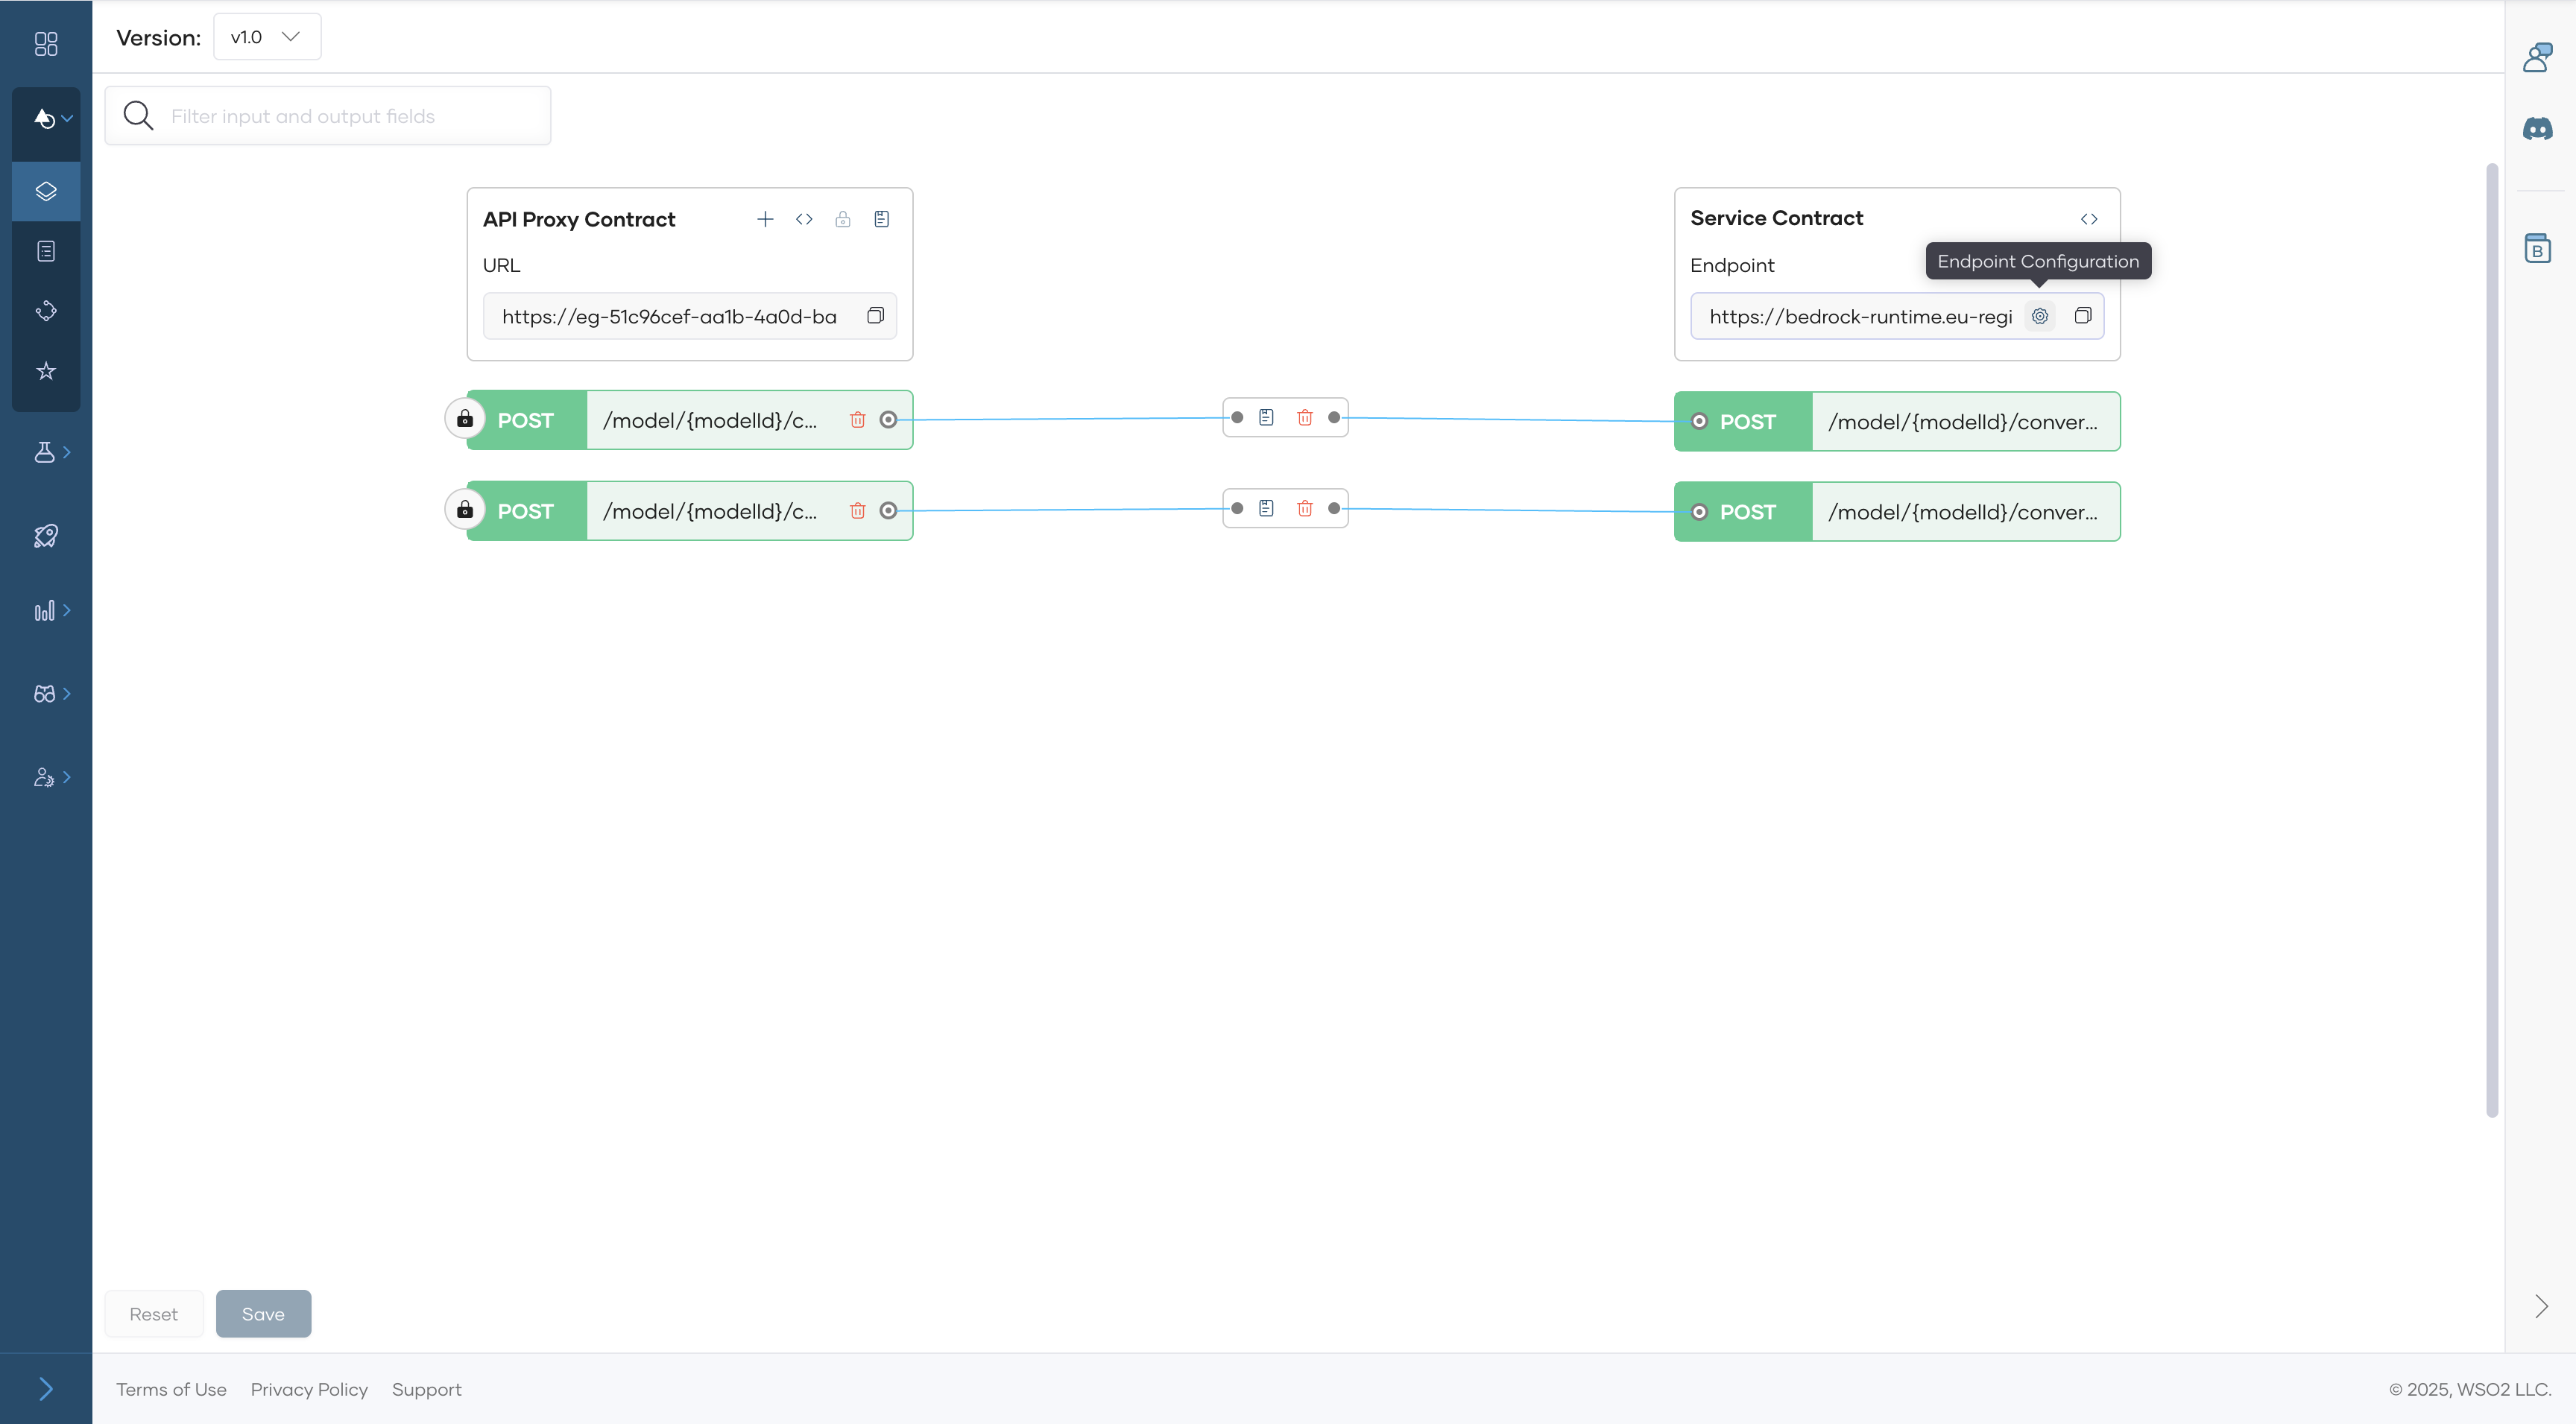 Version:
v1.0
Filter input and output fields
API Proxy Contract
URL
https://eg-51c96cef-aa1b-4a0d-ba
Service Contract
Endpoint
Endpoint Configuration
https://bedrock-runtime.eu-regi
POST /model/{modelId}/c...
POST /model/{modelId}/conver...
POST /model/{modelId}/c...
POST /model/{modelId}/conver...
B
Reset
Save
Terms of Use Privacy Policy Support
© 2025, WSO2 LLC.